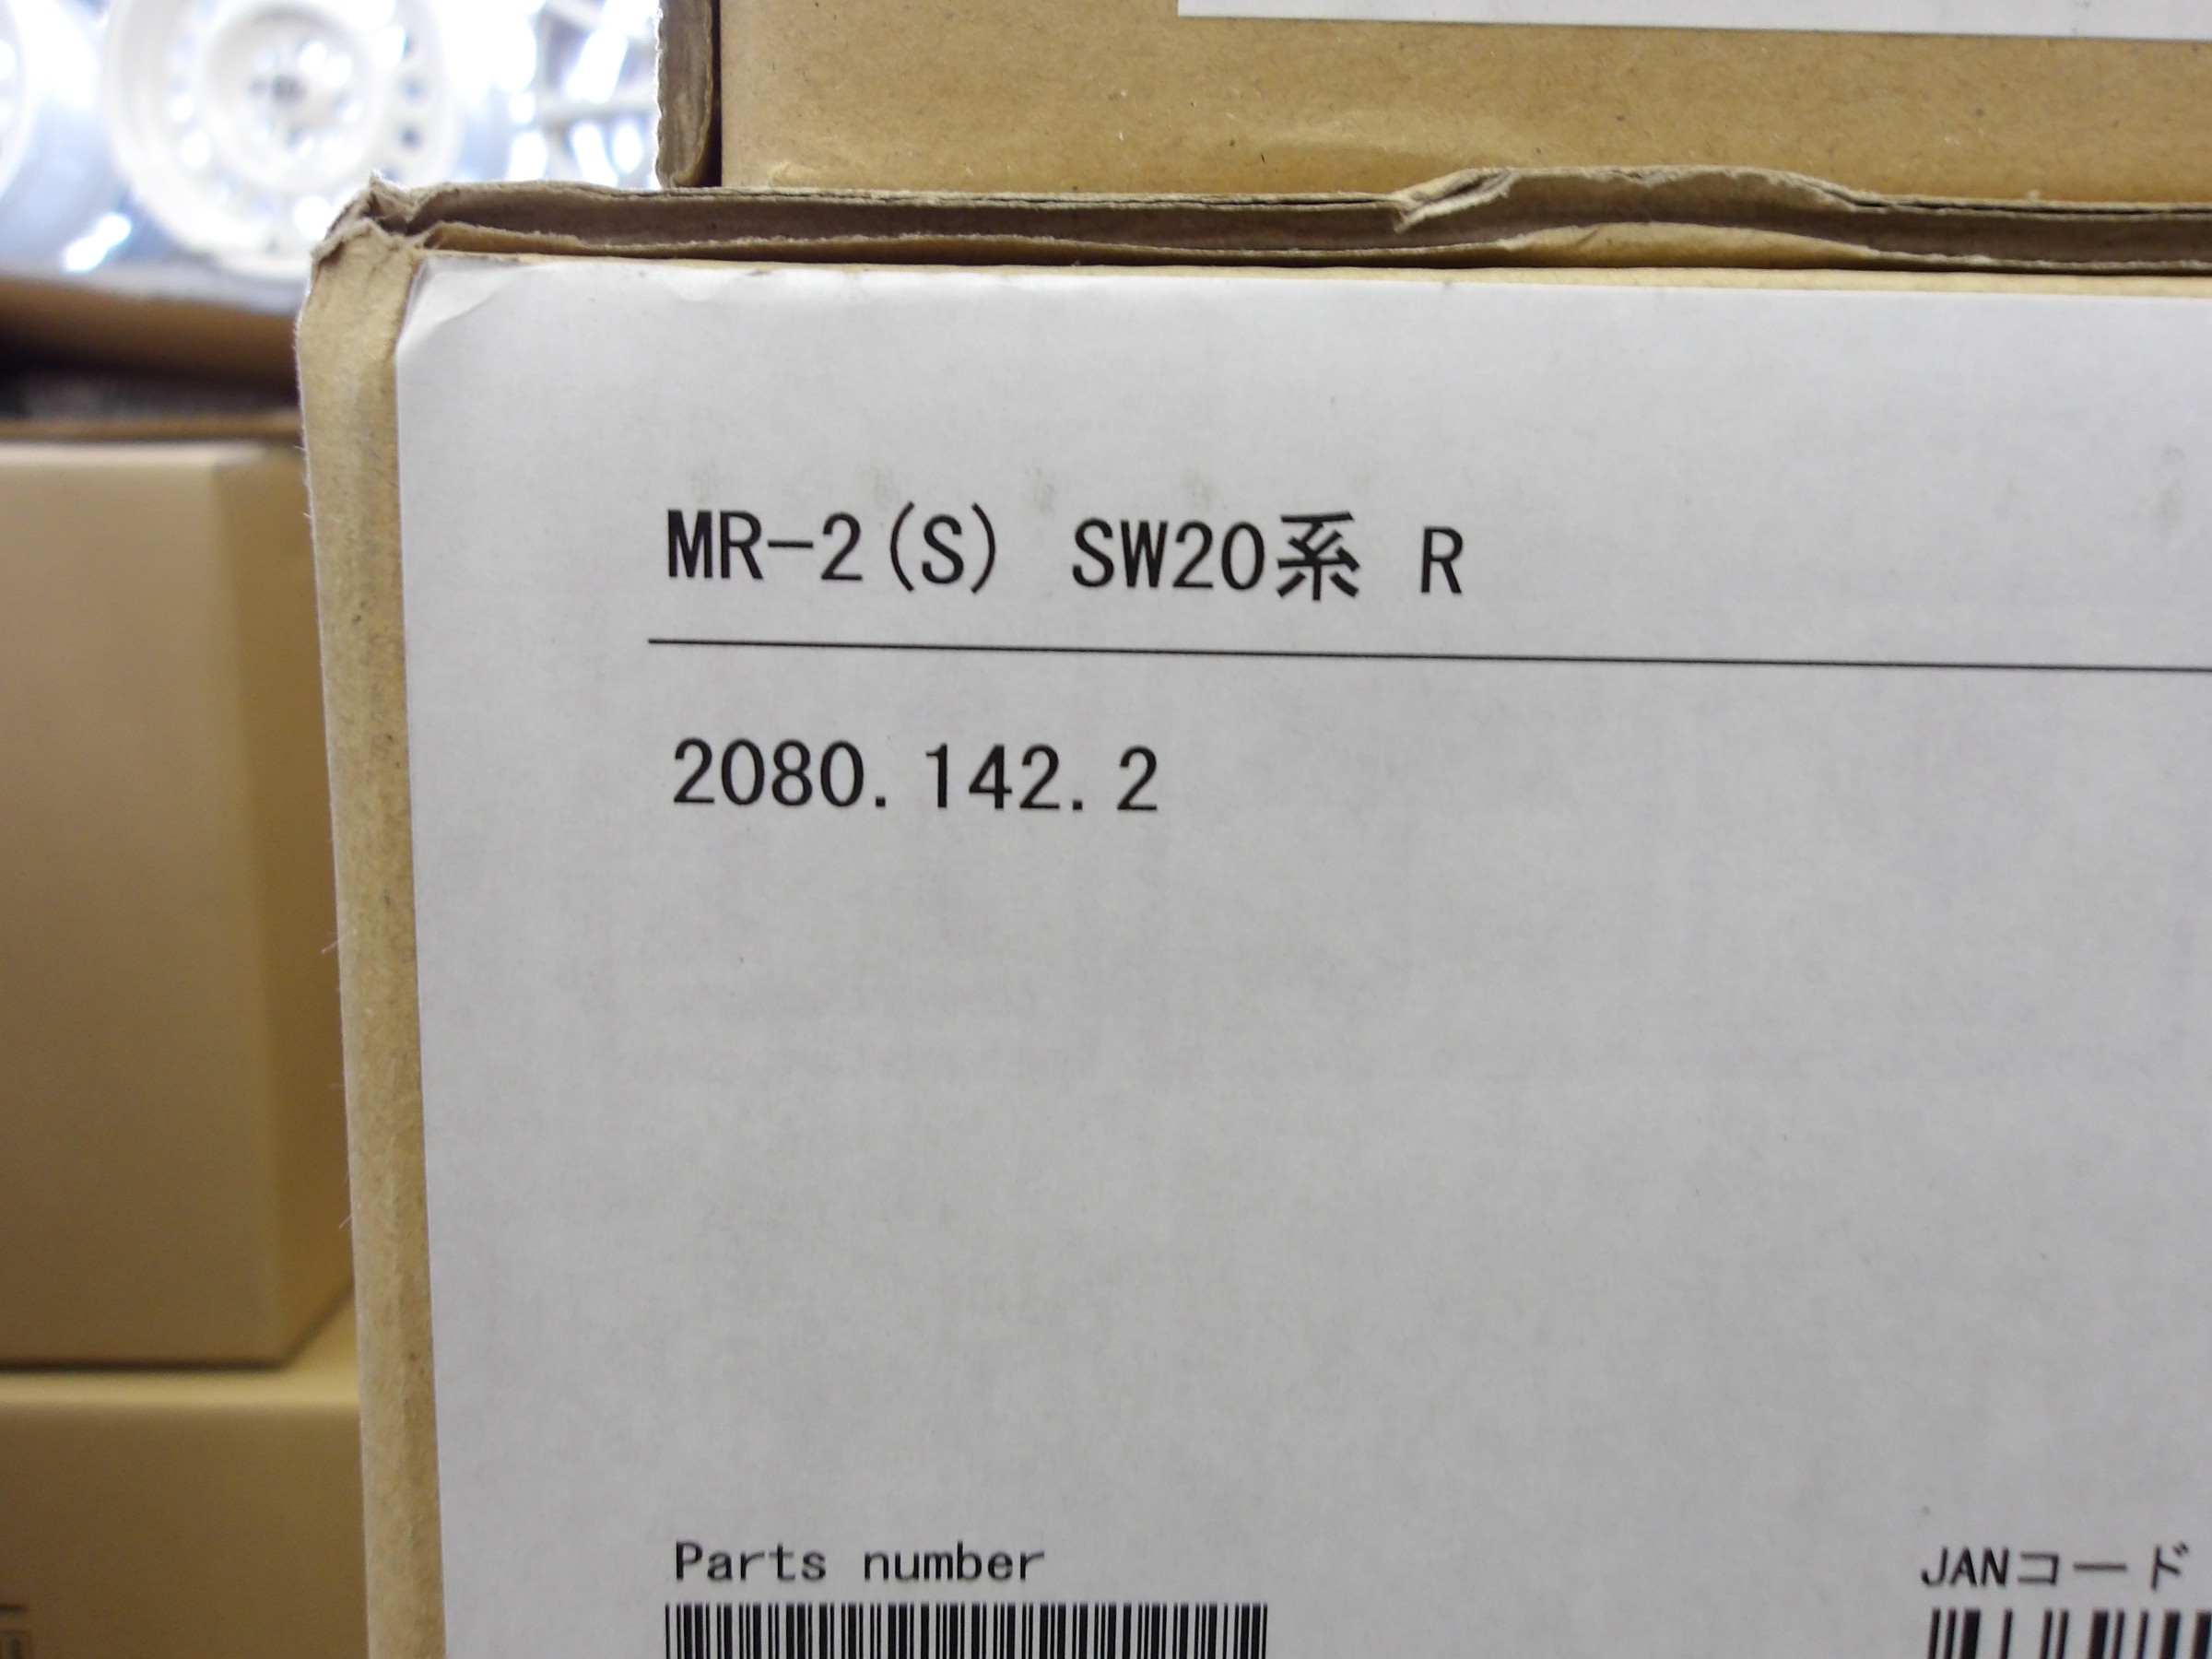 MR-2(S) SW20系 R
2080.142.2
Parts number
JANコード